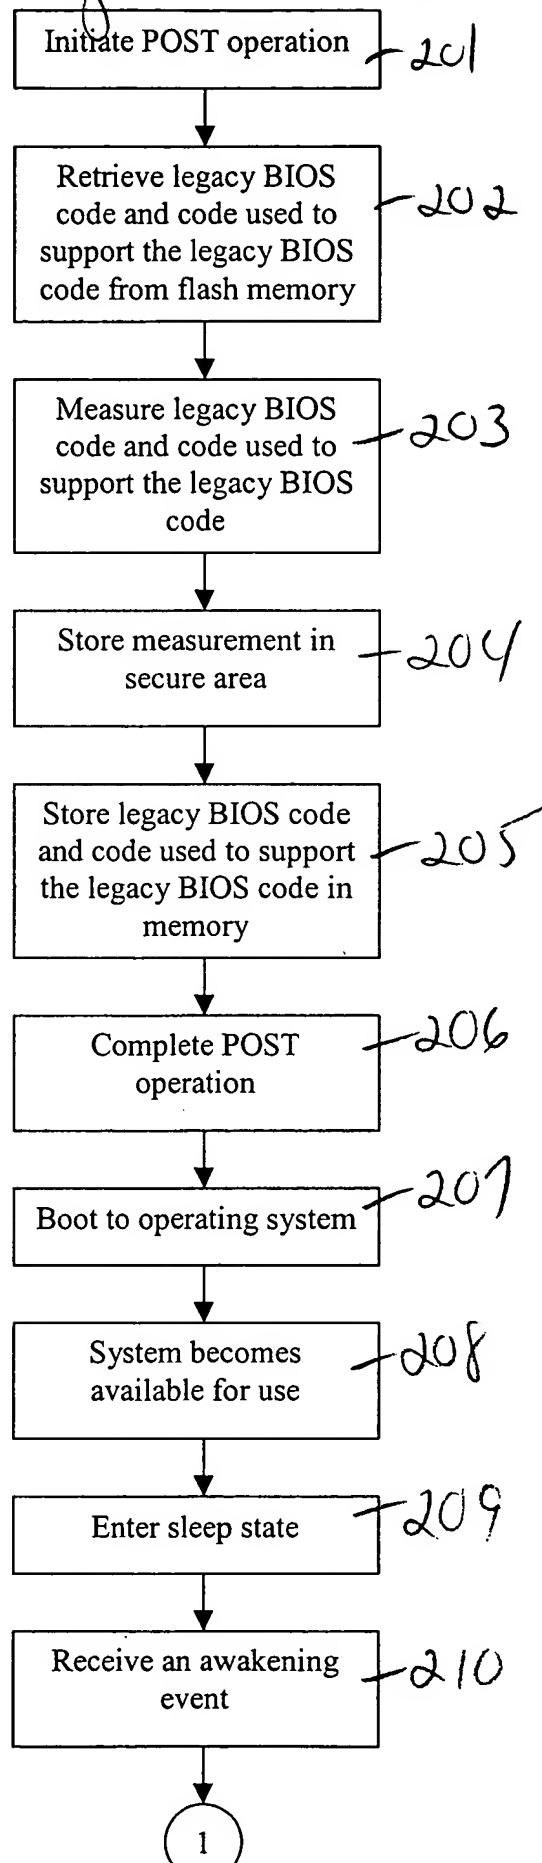 Initiate POST operation
201
Retrieve legacy BIOS
code and code used to
support the legacy BIOS
code from flash memory
202
Measure legacy BIOS
code and code used to
support the legacy BIOS
code
203
Store measurement in
secure area
204
Store legacy BIOS code
and code used to support
the legacy BIOS code in
memory
205
Complete POST
operation
206
Boot to operating system
207
System becomes
available for use
208
Enter sleep state
209
Receive an awakening
event
210
1